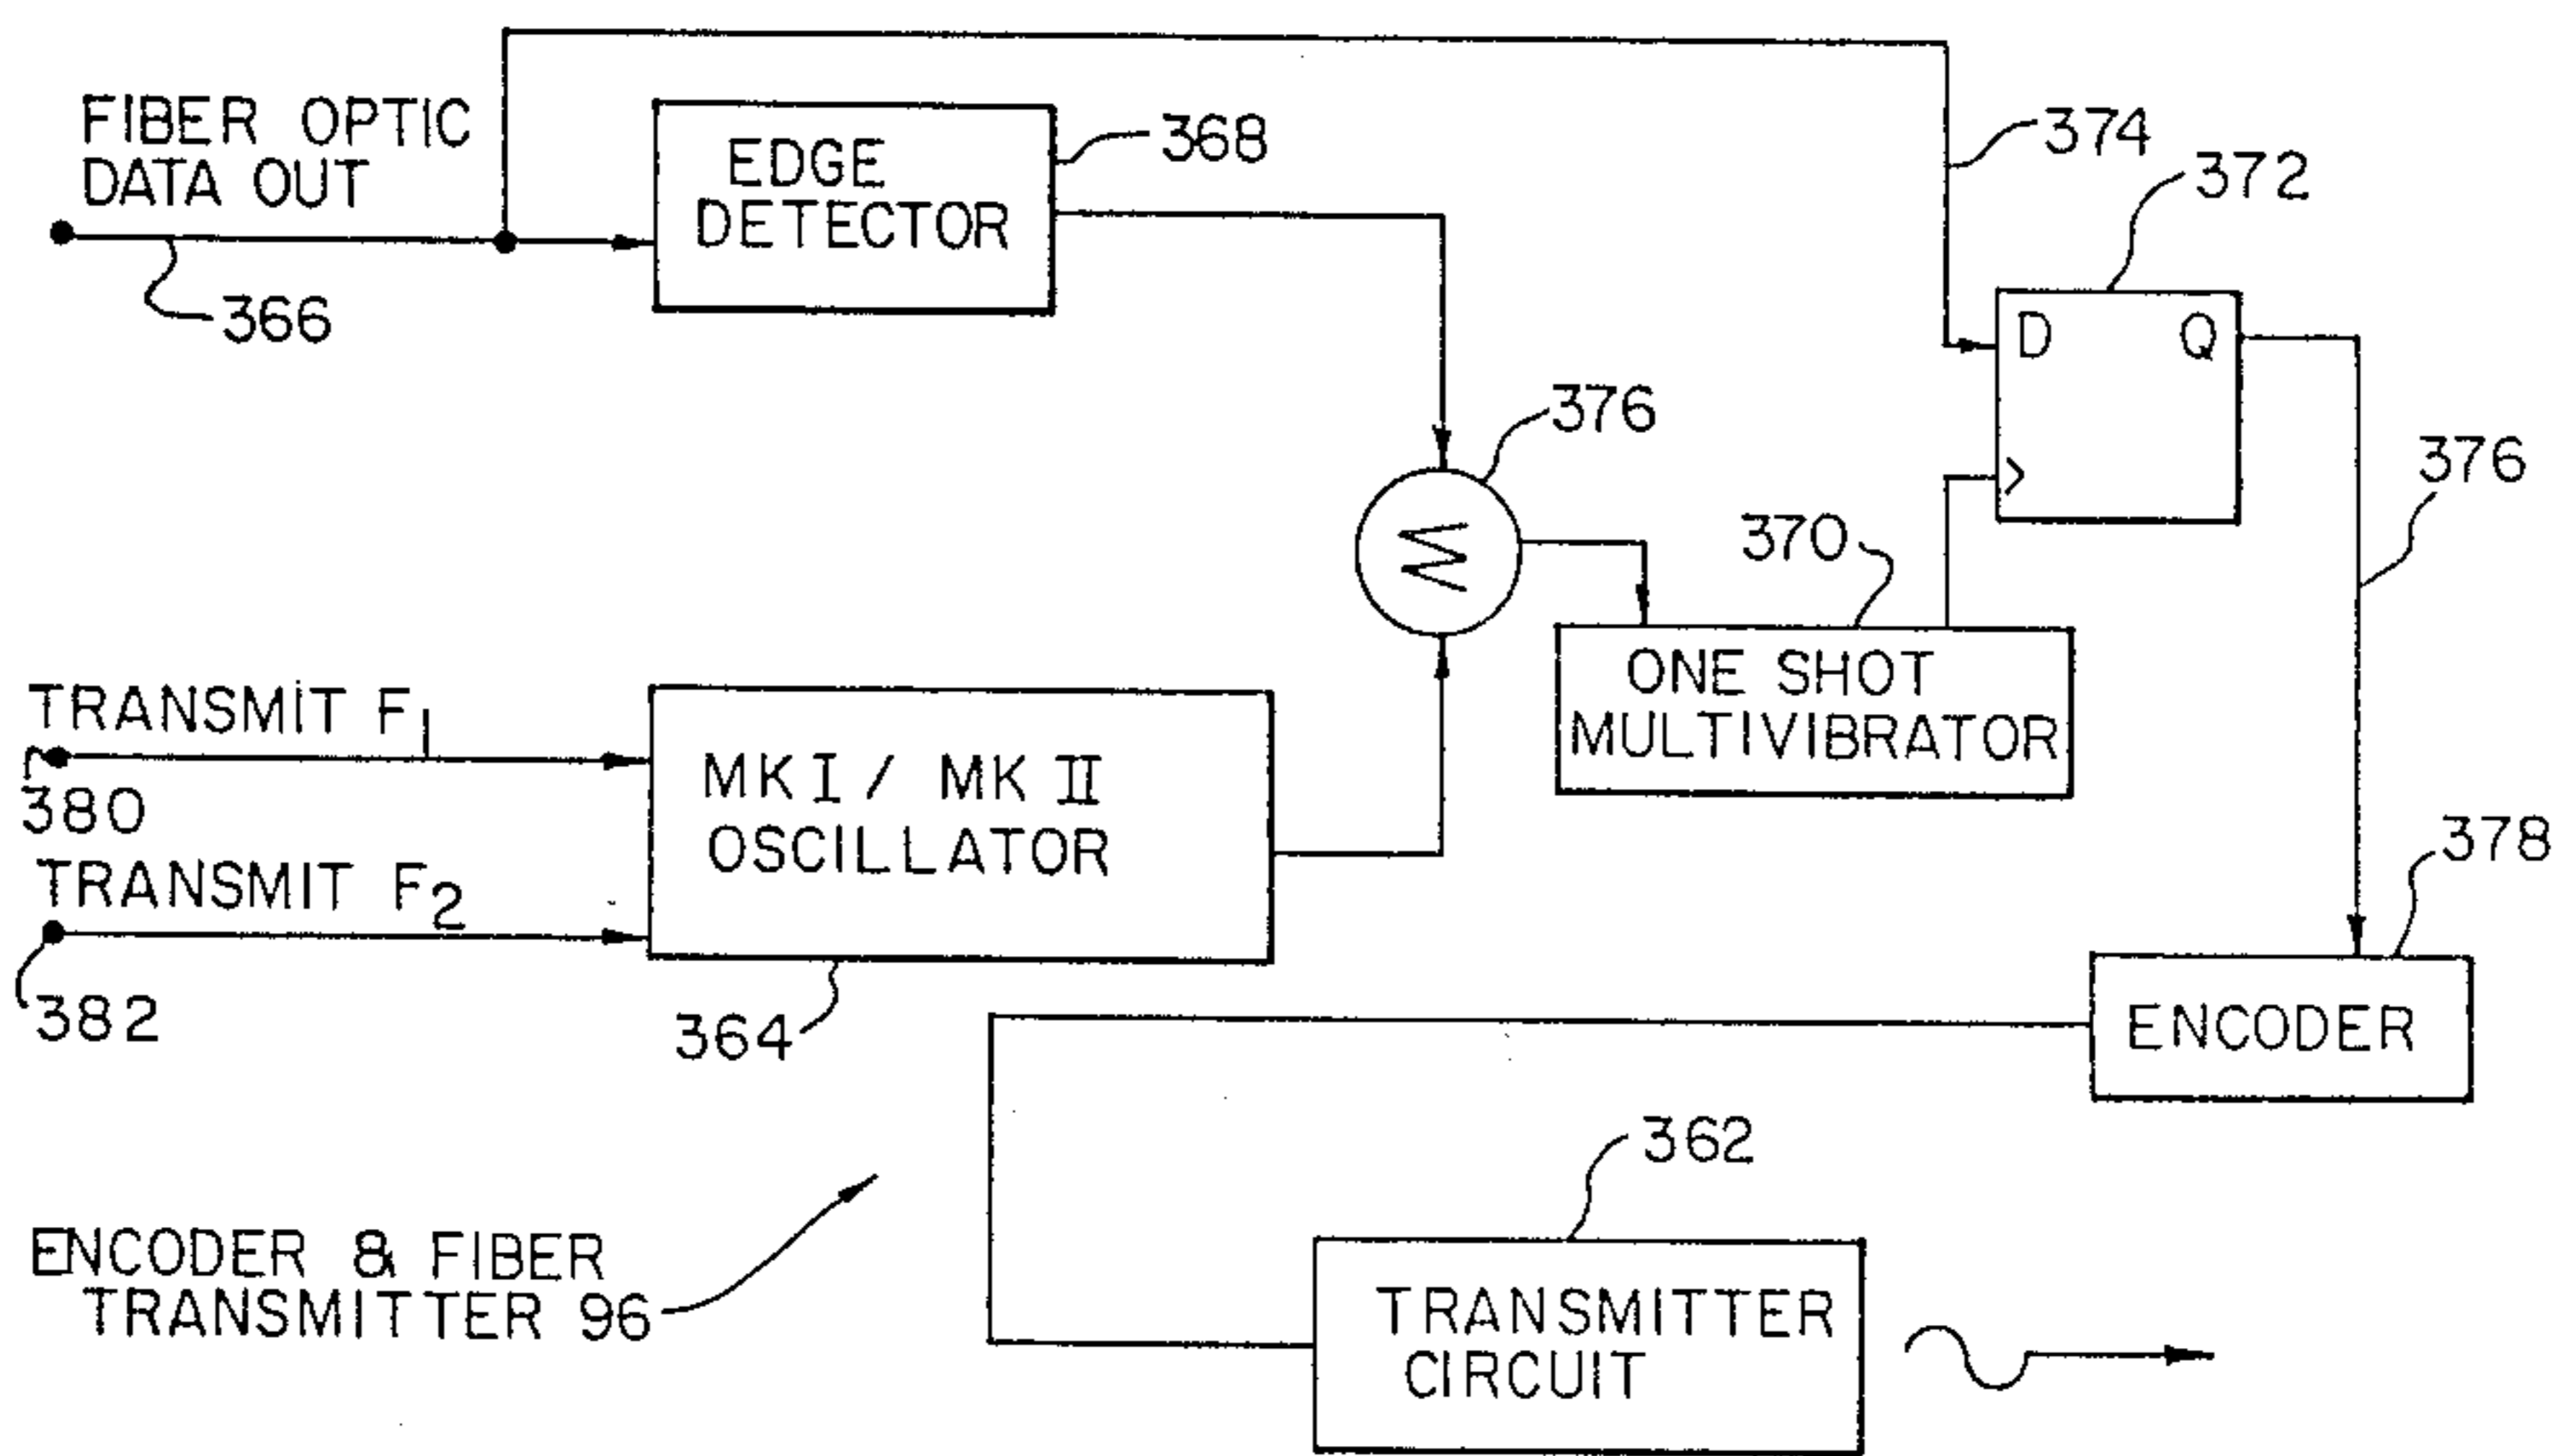 FIBER OPTIC
DATA OUT
366
EDGE
DETECTOR
368
374
372
D Q
376
376
370
ONE SHOT
MULTIVIBRATOR
TRANSMIT F1
380
TRANSMIT F2
382
MK I / MK II
OSCILLATOR
364
378
ENCODER
362
TRANSMITTER
CIRCUIT
ENCODER & FIBER
TRANSMITTER 96